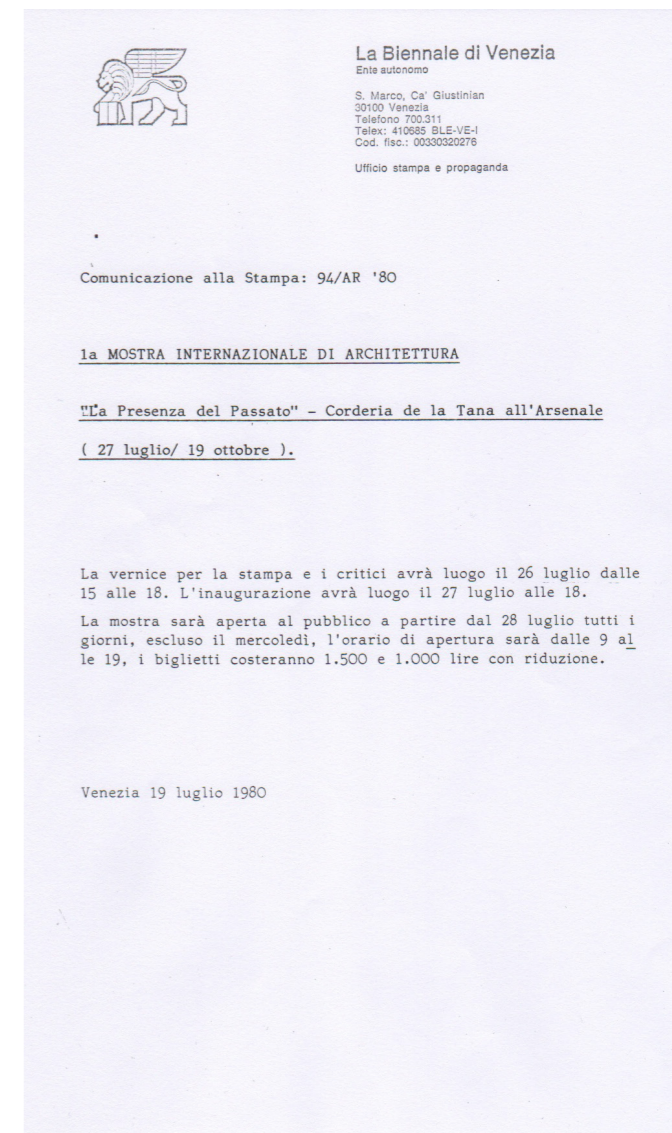 La Biennale di Venezia
Ente autonomo
S. Marco, Ca' Giustinian
30100 Venezia
Telefono 700.311
Telex: 410685 BLE-VE-I
Cod. fisc.: 00330320276
Ufficio stampa e propaganda
Comunicazione alla Stampa: 94/AR '80
1a MOSTRA INTERNAZIONALE DI ARCHITETTURA
"La Presenza del Passato" - Corderia de la Tana all'Arsenale
( 27 luglio/ 19 ottobre ).
La vernice per la stampa e i critici avrà luogo il 26 luglio dalle
15 alle 18. L'inaugurazione avrà luogo il 27 luglio alle 18.
La mostra sarà aperta al pubblico a partire dal 28 luglio tutti i
giorni, escluso il mercoledì, l'orario di apertura sarà dalle 9 al
le 19, i biglietti costeranno 1.500 e 1.000 lire con riduzione.
Venezia 19 luglio 1980